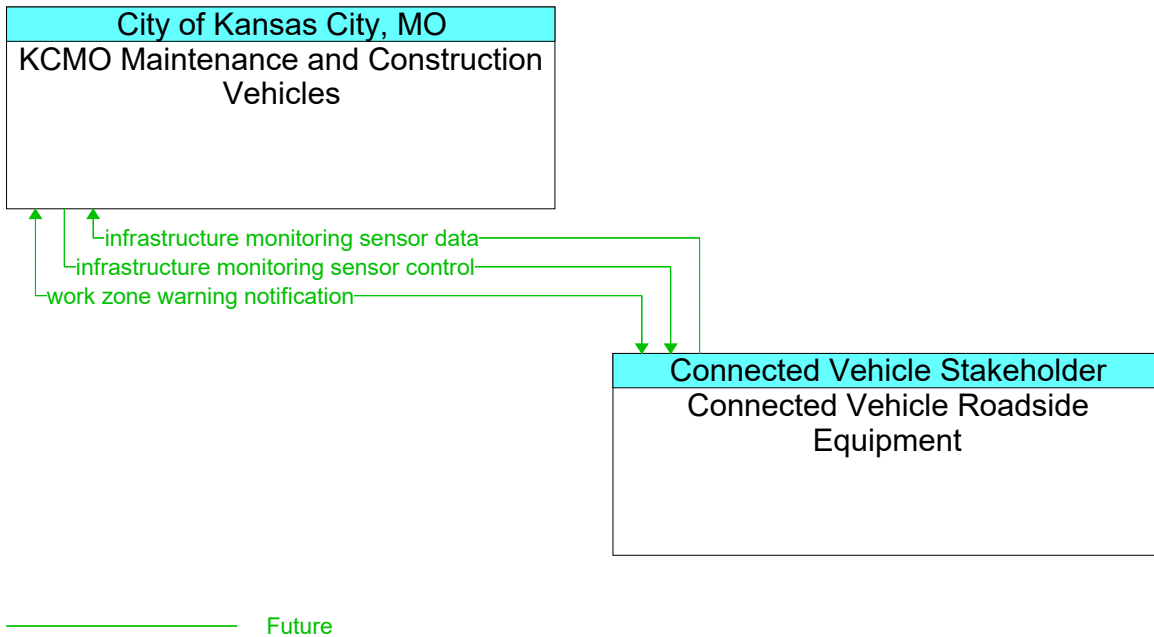 City of Kansas City, MO
KCMO Maintenance and Construction
Vehicles
infrastructure monitoring sensor data
infrastructure monitoring sensor control
work zone warning notification
Connected Vehicle Stakeholder
Connected Vehicle Roadside
Equipment
Future